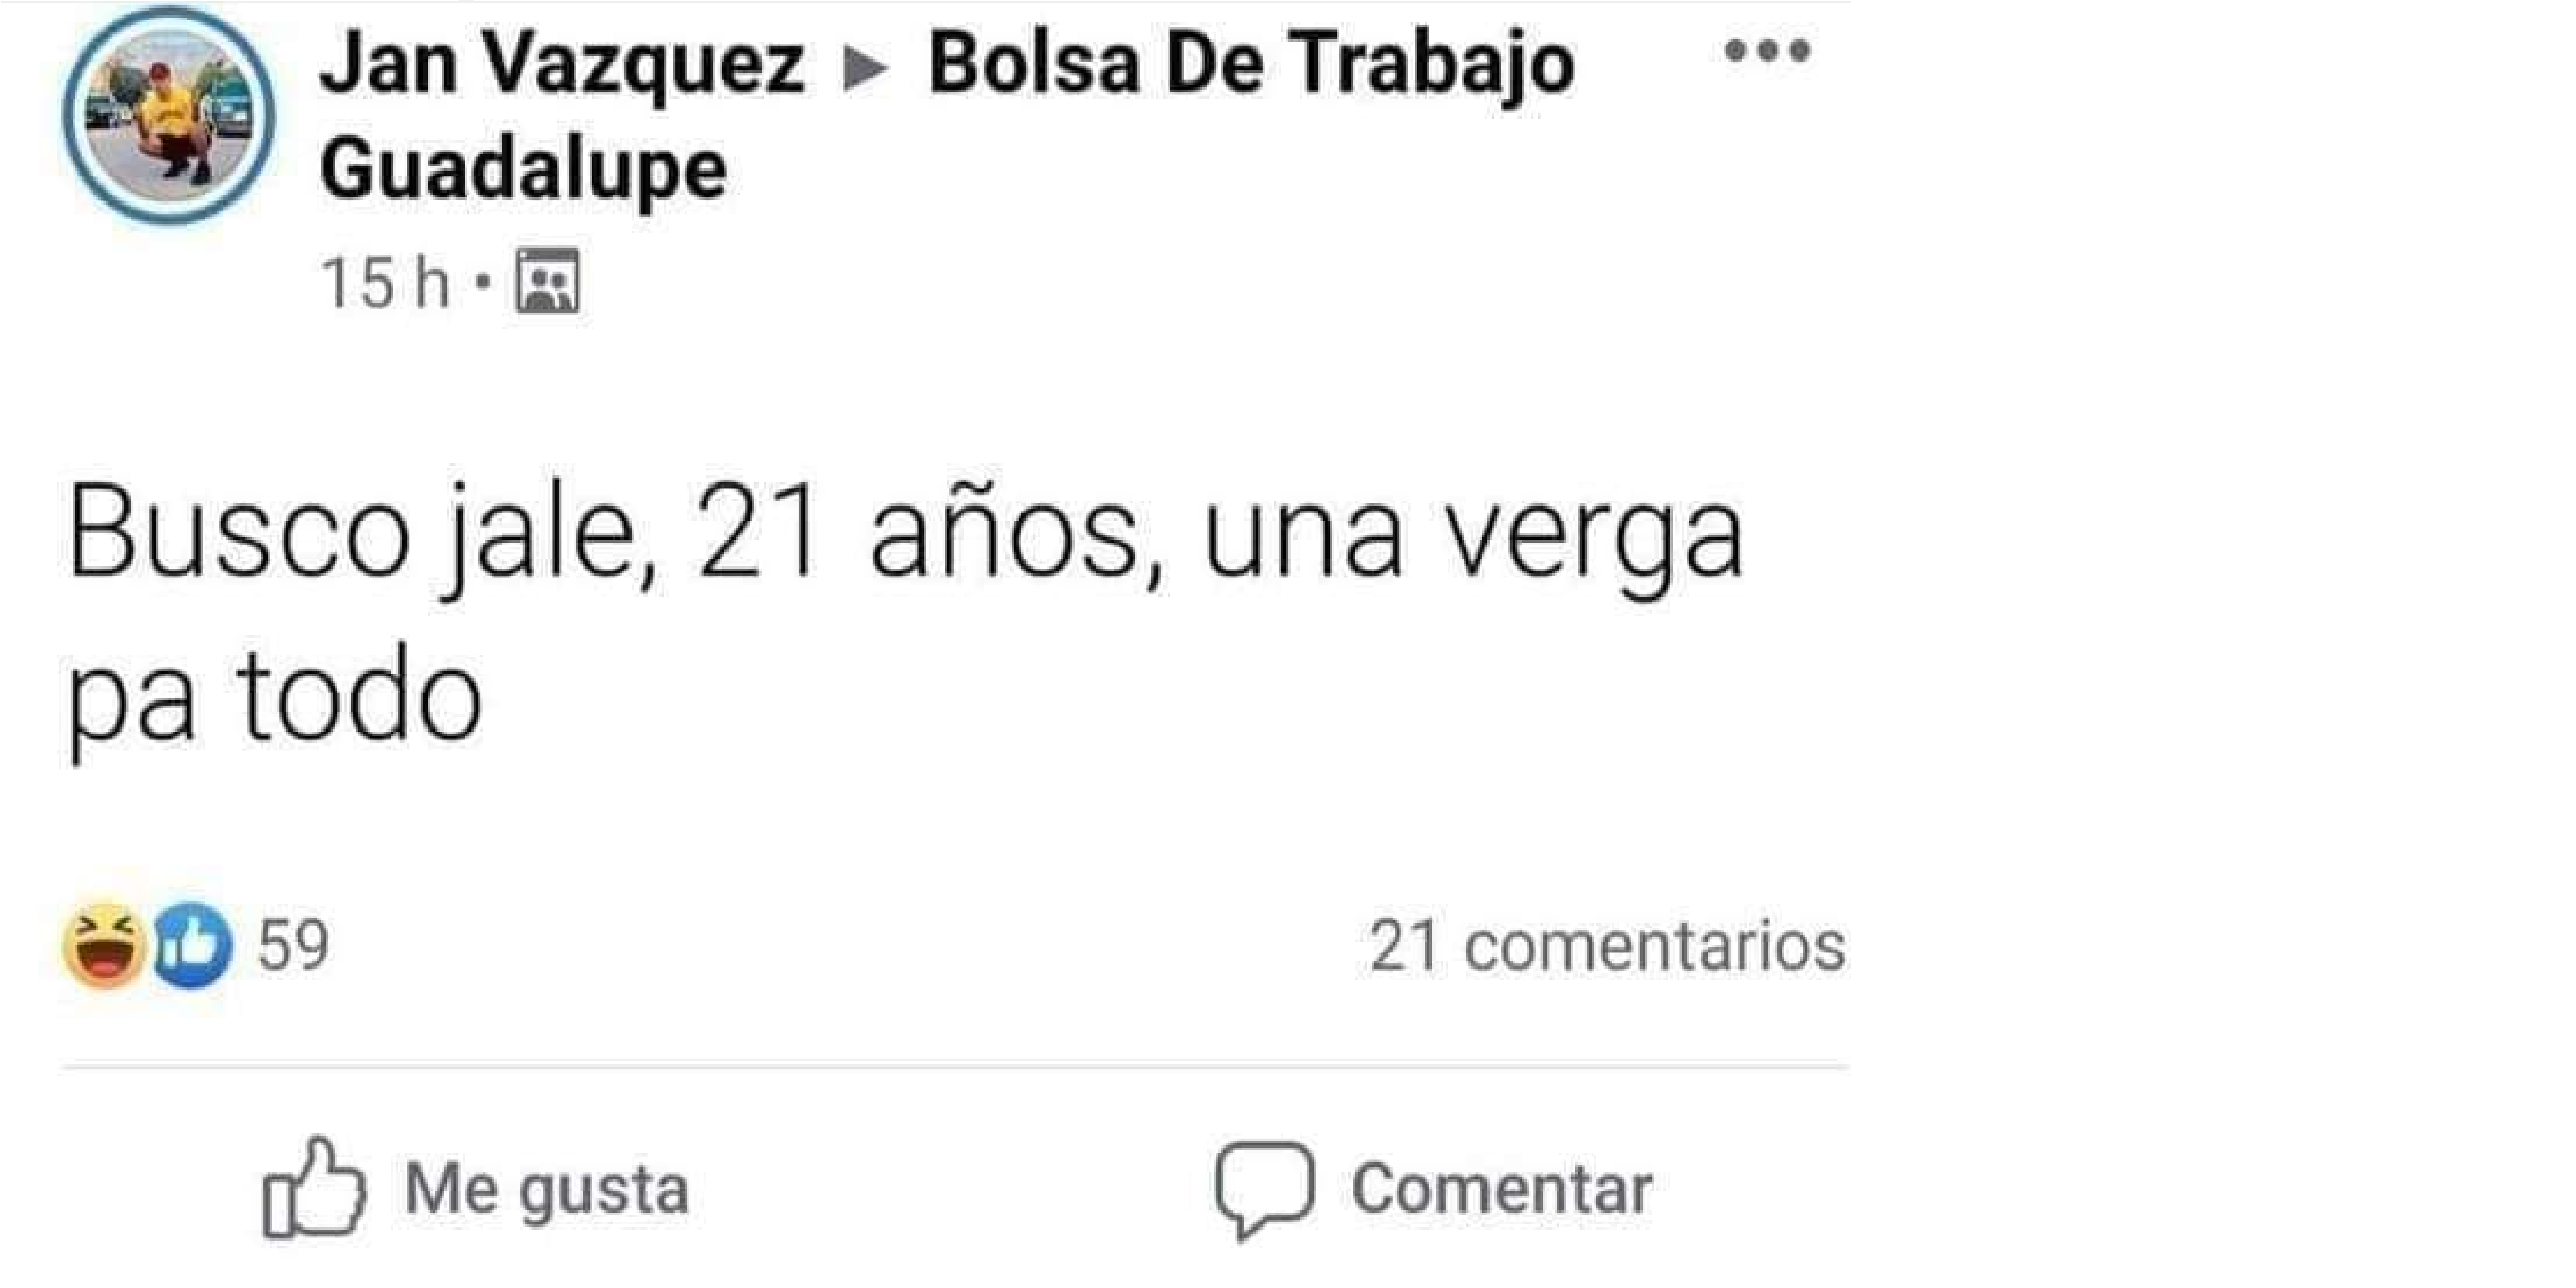 Jan Vazquez ▸ Bolsa De Trabajo
Guadalupe
15 h •
Busco jale, 21 años, una verga
pa todo
59
21 comentarios
Me gusta
Comentar